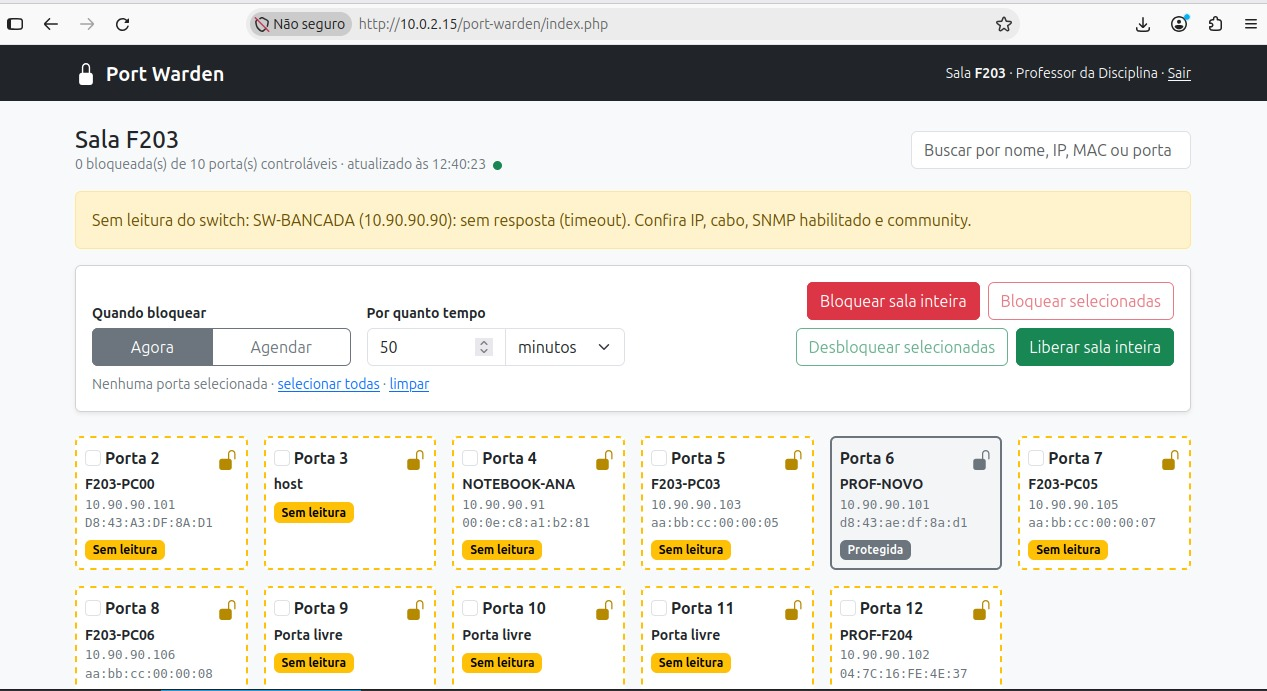 Não seguro http://10.0.2.15/port-warden/index.php
Port Warden
Sala F203 · Professor da Disciplina · Sair
Sala F203
0 bloqueada(s) de 10 porta(s) controláveis · atualizado às 12:40:23
Buscar por nome, IP, MAC ou porta
Sem leitura do switch: SW-BANCADA (10.90.90.90): sem resposta (timeout). Confira IP, cabo, SNMP habilitado e community.
Quando bloquear
Agora
Agendar
Por quanto tempo
50
minutos
Bloquear sala inteira
Bloquear selecionadas
Desbloquear selecionadas
Liberar sala inteira
Nenhuma porta selecionada · selecionar todas · limpar
Porta 2
F203-PC00
10.90.90.101
D8:43:A3:DF:8A:D1
Sem leitura
Porta 3
host
Sem leitura
Porta 4
NOTEBOOK-ANA
10.90.90.91
00:0e:c8:a1:b2:81
Sem leitura
Porta 5
F203-PC03
10.90.90.103
aa:bb:cc:00:00:05
Sem leitura
Porta 6
PROF-NOVO
10.90.90.101
d8:43:ae:df:8a:d1
Protegida
Porta 7
F203-PC05
10.90.90.105
aa:bb:cc:00:00:07
Sem leitura
Porta 8
F203-PC06
10.90.90.106
aa:bb:cc:00:00:08
Porta 9
Porta livre
Sem leitura
Porta 10
Porta livre
Sem leitura
Porta 11
Porta livre
Sem leitura
Porta 12
PROF-F204
10.90.90.102
04:7C:16:FE:4E:37